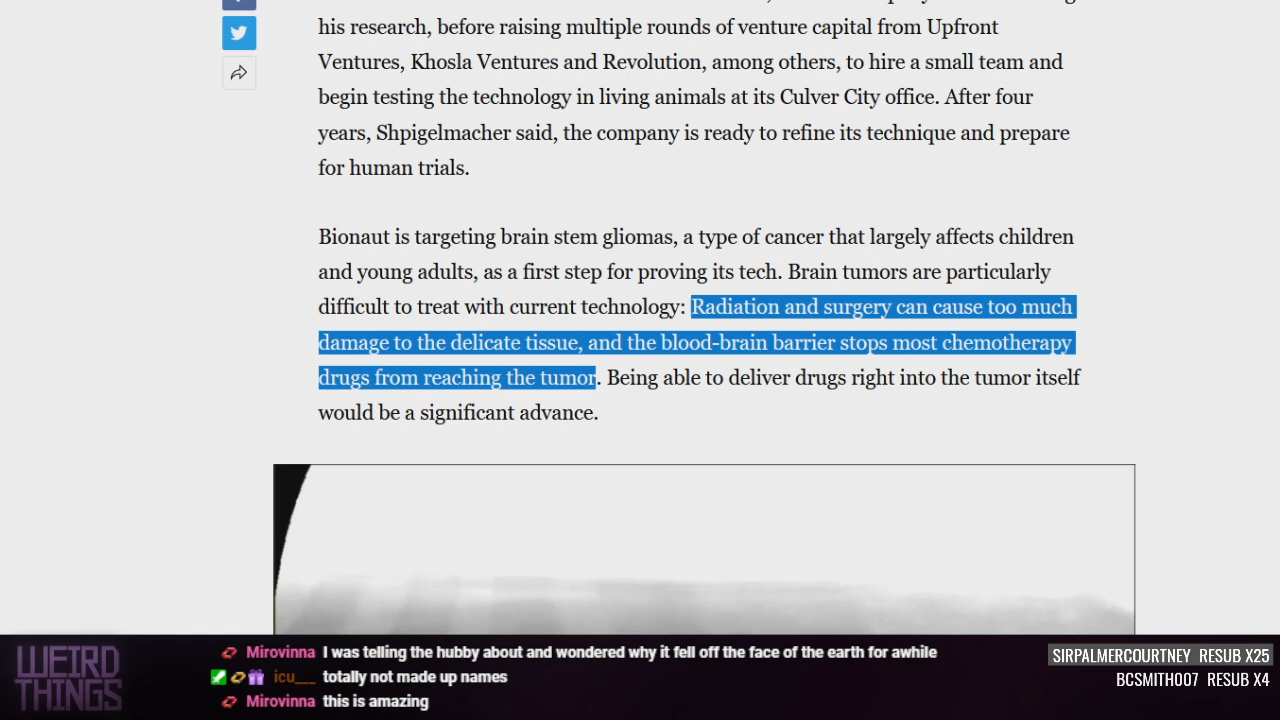 his research, before raising multiple rounds of venture capital from Upfront
Ventures, Khosla Ventures and Revolution, among others, to hire a small team and
begin testing the technology in living animals at its Culver City office. After four
years, Shpigelmacher said, the company is ready to refine its technique and prepare
for human trials.
Bionaut is targeting brain stem gliomas, a type of cancer that largely affects children
and young adults, as a first step for proving its tech. Brain tumors are particularly
difficult to treat with current technology: Radiation and surgery can cause too much
damage to the delicate tissue, and the blood-brain barrier stops most chemotherapy
drugs from reaching the tumor. Being able to deliver drugs right into the tumor itself
would be a significant advance.
WEIRD
THINGS
Mirovinna I was telling the hubby about and wondered why it fell off the face of the earth for awhile
icu__ totally not made up names
Mirovinna this is amazing
SIRPALMERCOURTNEY RESUB X25
BCSMITH007 RESUB X4